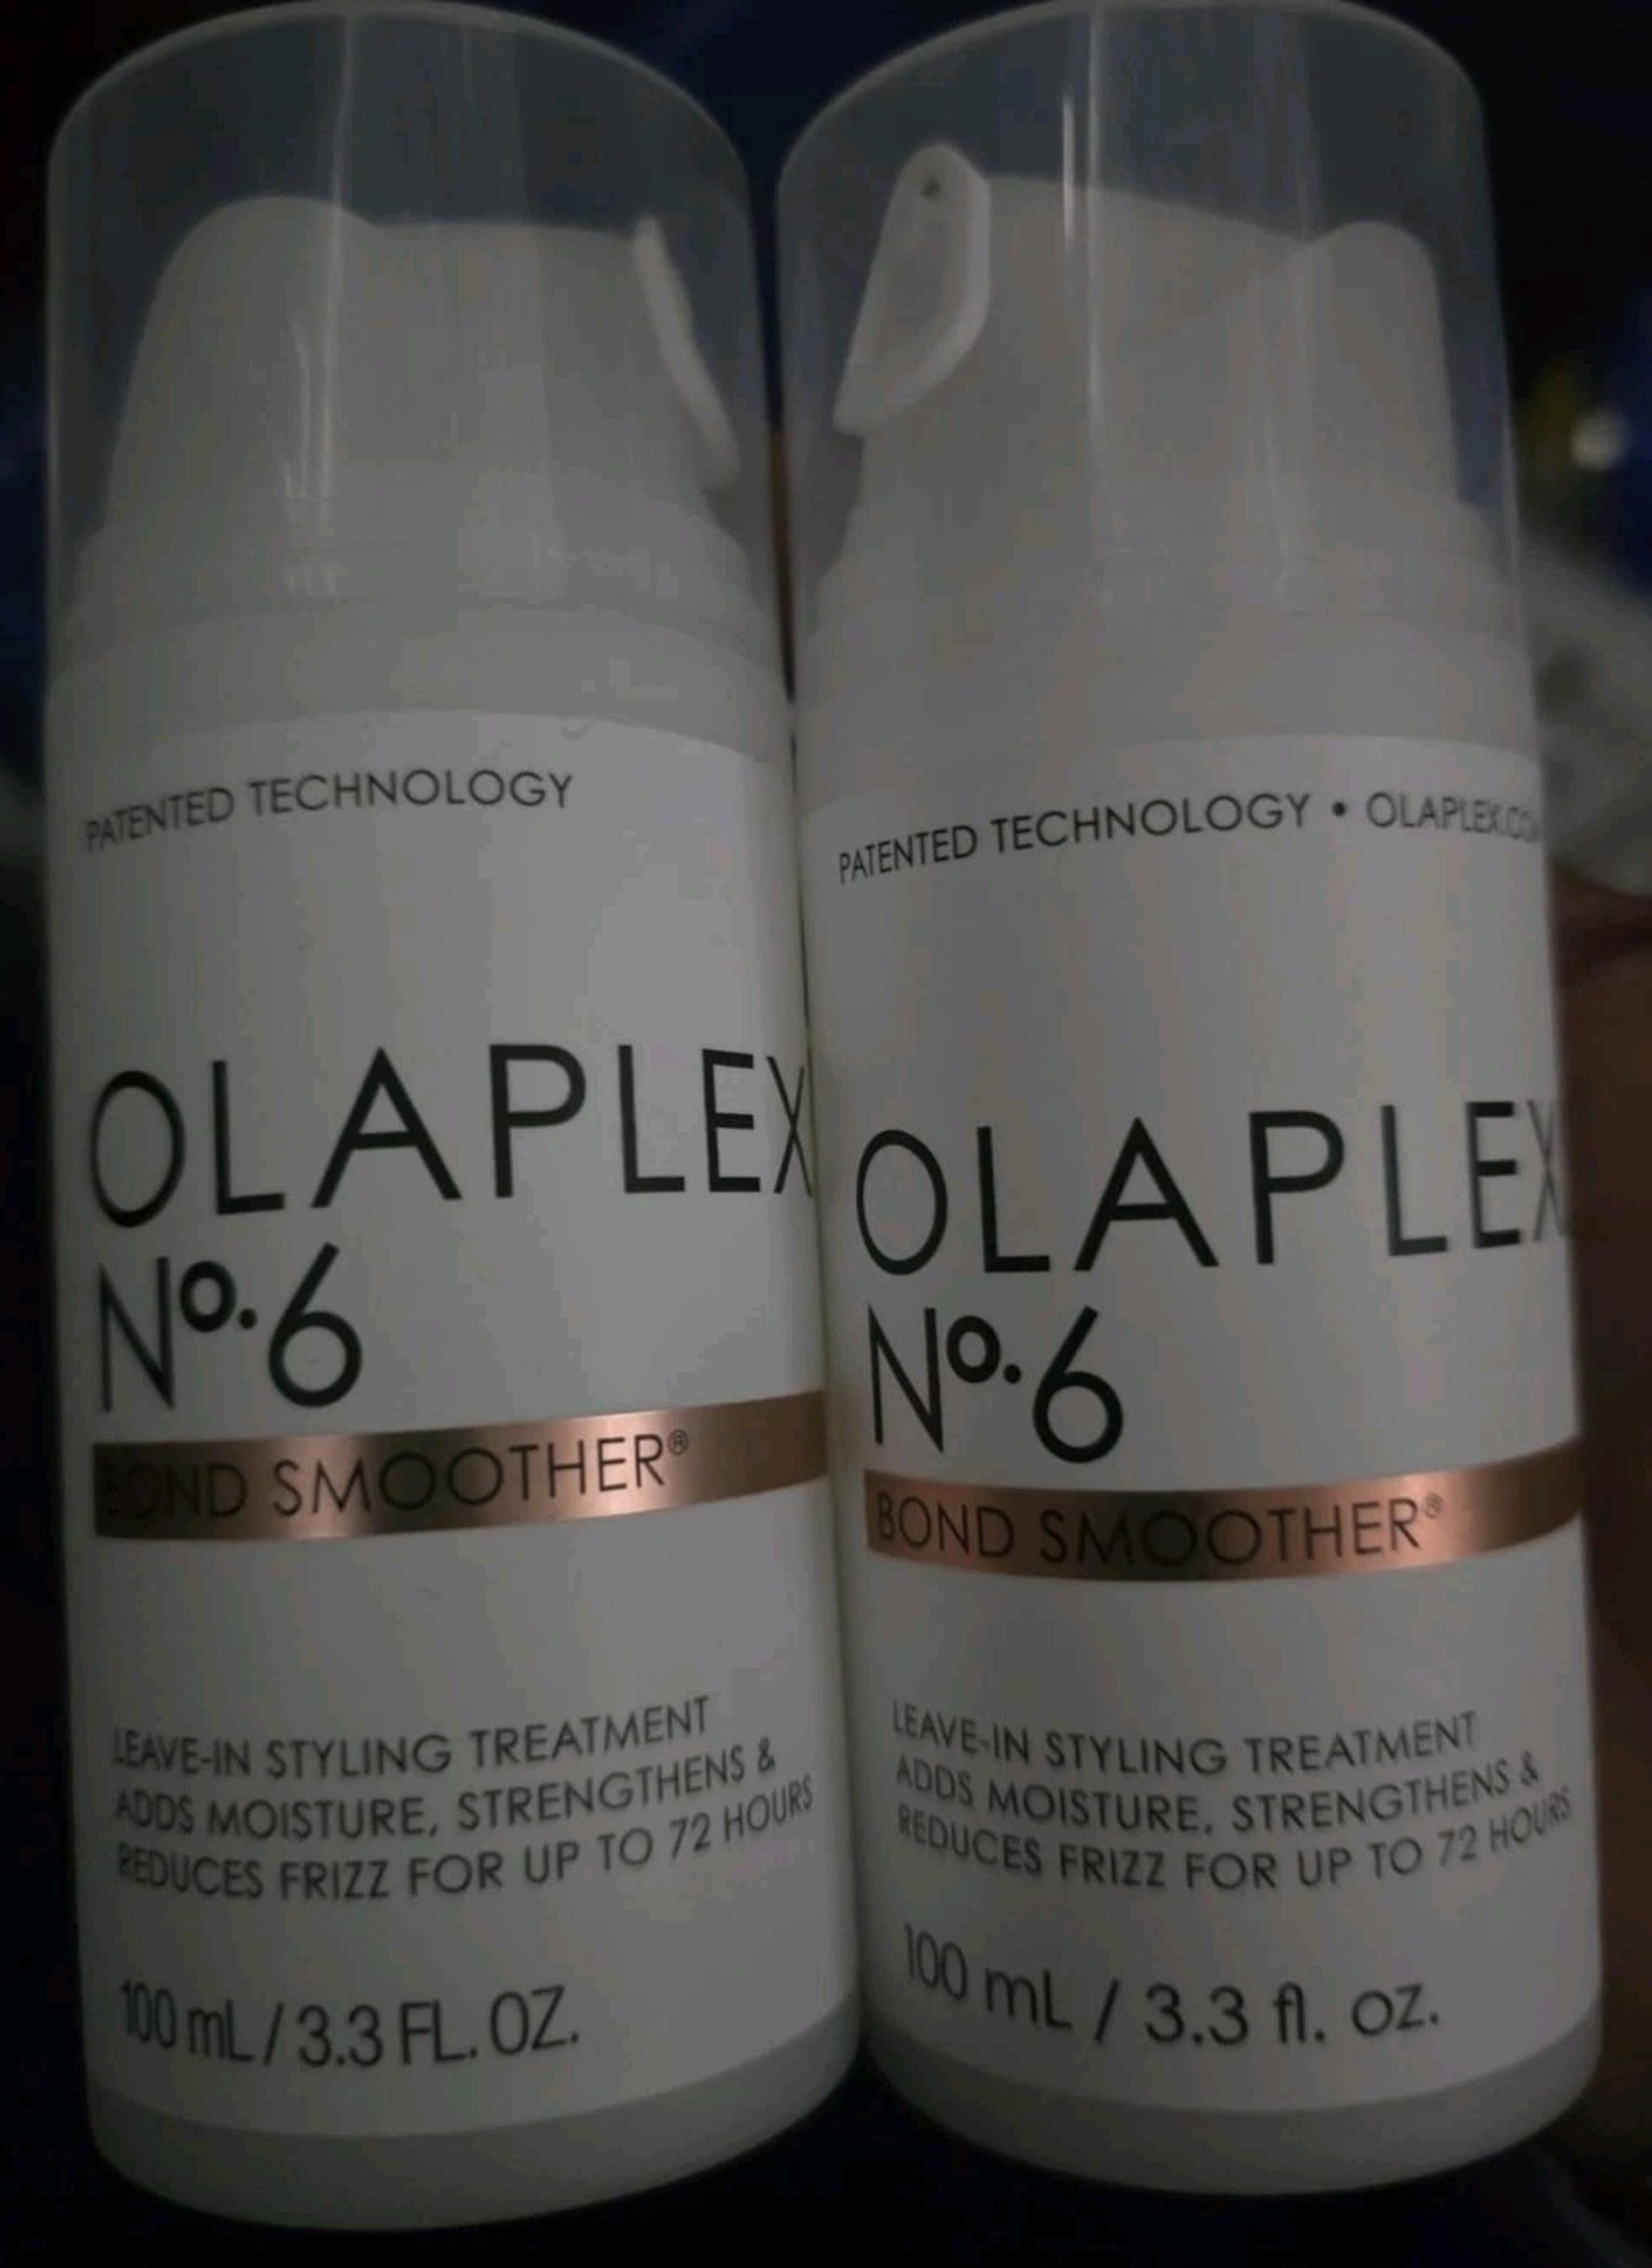 PATENTED TECHNOLOGY
OLAPLEX
Nº.6
BOND SMOOTHER®
LEAVE-IN STYLING TREATMENT
ADDS MOISTURE, STRENGTHENS &
REDUCES FRIZZ FOR UP TO 72 HOURS
100 mL / 3.3 FL. OZ.
PATENTED TECHNOLOGY • OLAPLEX.COM
OLAPLEX
Nº.6
BOND SMOOTHER®
LEAVE-IN STYLING TREATMENT
ADDS MOISTURE, STRENGTHENS &
REDUCES FRIZZ FOR UP TO 72 HOURS
100 mL / 3.3 fl. oz.